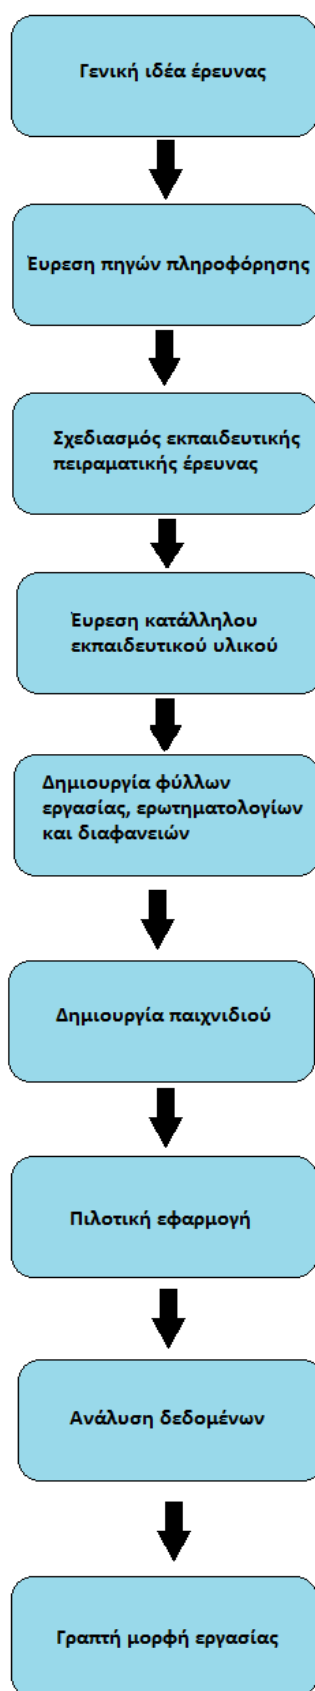 Γενική ιδέα έρευνας
Έυρεση πηγών πληροφόρησης
Σχεδιασμός εκπαιδευτικής
πειραματικής έρευνας
Έυρεση κατάλληλου
εκπαιδευτικού υλικού
Δημιουργία φύλλων
εργασίας, ερωτηματολογίων
και διαφανειών
Δημιουργία παιχνιδιού
Πιλοτική εφαρμογή
Ανάλυση δεδομένων
Γραπτή μορφή εργασίας